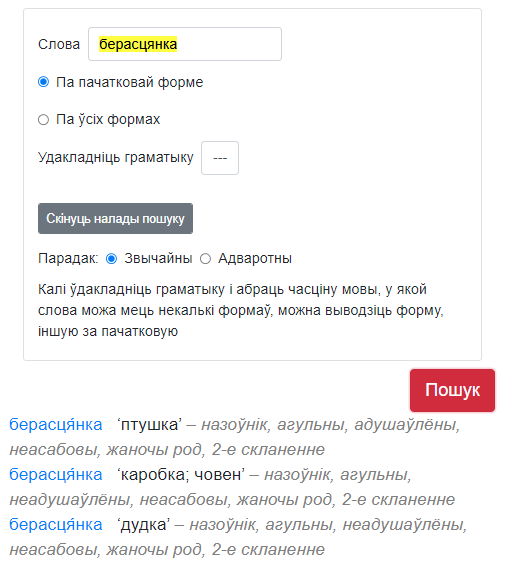 Слова берасцянка
Па пачатковай форме
Па ўсіх формах
Удакладніць граматыку ---
Скінуць налады пошуку
Парадак: Звычайны Адваротны
Калі ўдакладніць граматыку і абраць часціну мовы, у якой
слова можа мець некалькі формаў, можна выводзіць форму,
іншую за пачатковую
Пошук
берасця́нка ‘птушка’ – назоўнік, агульны, адушаўлёны,
неасабовы, жаночы род, 2-е скланенне
берасця́нка ‘каробка; човен’ – назоўнік, агульны,
неадушаўлёны, неасабовы, жаночы род, 2-е скланенне
берасця́нка ‘дудка’ – назоўнік, агульны, неадушаўлёны,
неасабовы, жаночы род, 2-е скланенне